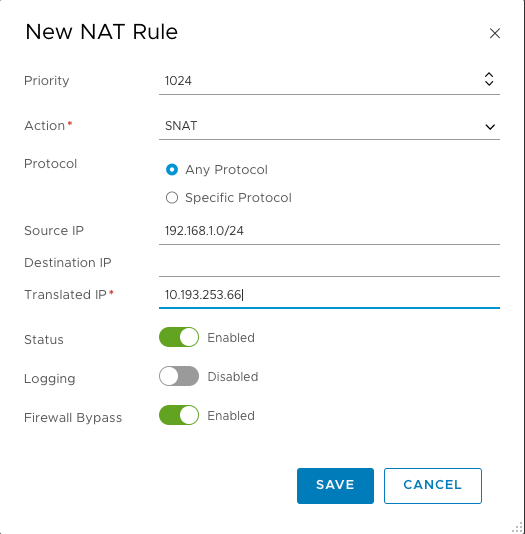 New NAT Rule
Priority 1024
Action* SNAT
Protocol Any Protocol
Specific Protocol
Source IP 192.168.1.0/24
Destination IP
Translated IP* 10.193.253.66
Status Enabled
Logging Disabled
Firewall Bypass Enabled
SAVE CANCEL